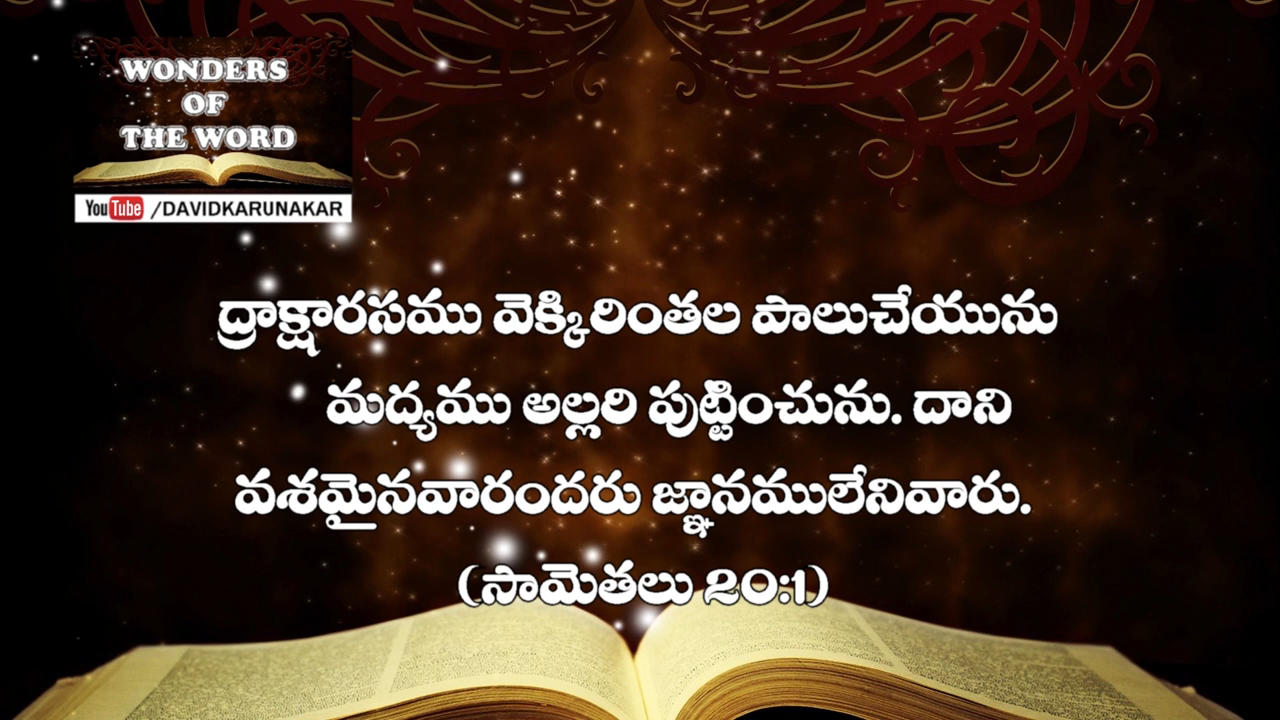 WONDERS
OF
THE WORD
YouTube /DAVIDKARUNAKAR
ద్రాక్షారసము వెక్కిరింతల పాలుచేయును
మద్యము అల్లరి పుట్టించును. దాని
వశమైనవారందరు జ్ఞానములేనివారు.
(సామెతలు 20:1)